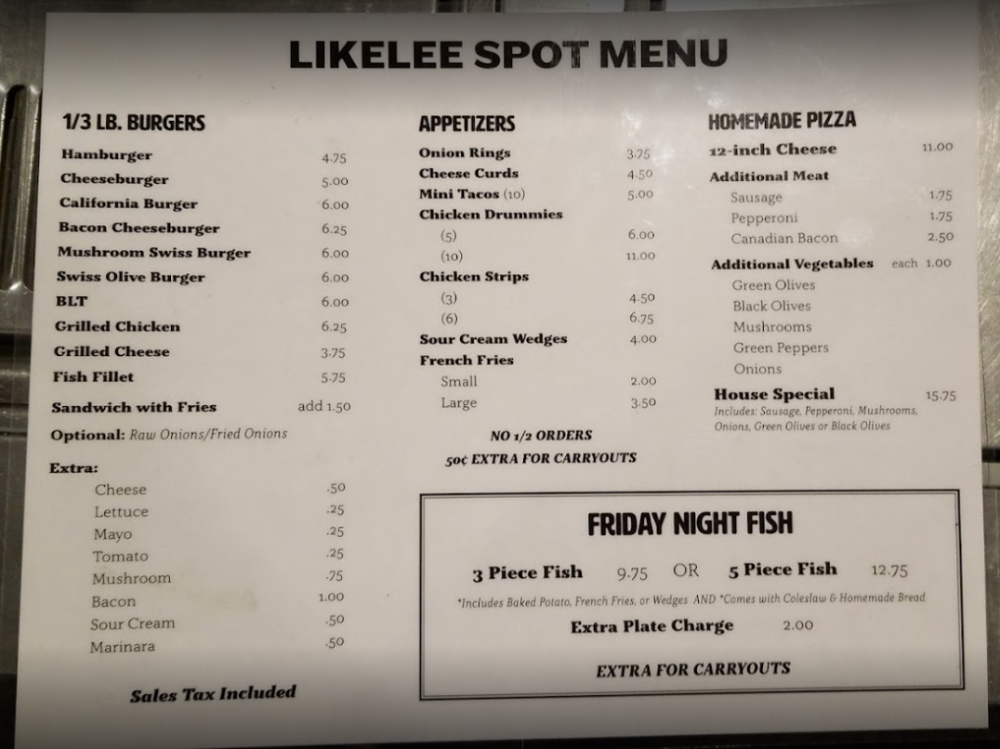 LIKELEE SPOT MENU
1/3 LB. BURGERS
Hamburger 4.75
Cheeseburger 5.00
California Burger 6.00
Bacon Cheeseburger 6.25
Mushroom Swiss Burger 6.00
Swiss Olive Burger 6.00
BLT 6.00
Grilled Chicken 6.25
Grilled Cheese 3.75
Fish Fillet 5.75
Sandwich with Fries add 1.50
Optional: Raw Onions/Fried Onions
Extra:
Cheese .50
Lettuce .25
Mayo .25
Tomato .25
Mushroom .75
Bacon 1.00
Sour Cream .50
Marinara .50
Sales Tax Included
APPETIZERS
Onion Rings 3.75
Cheese Curds 4.50
Mini Tacos (10) 5.00
Chicken Drummies
(5) 6.00
(10) 11.00
Chicken Strips
(3) 4.50
(6) 6.75
Sour Cream Wedges 4.00
French Fries
Small 2.00
Large 3.50
NO 1/2 ORDERS
50¢ EXTRA FOR CARRYOUTS
HOMEMADE PIZZA
12-inch Cheese 11.00
Additional Meat
Sausage 1.75
Pepperoni 1.75
Canadian Bacon 2.50
Additional Vegetables each 1.00
Green Olives
Black Olives
Mushrooms
Green Peppers
Onions
House Special 15.75
Includes: Sausage, Pepperoni, Mushrooms,
Onions, Green Olives or Black Olives
FRIDAY NIGHT FISH
3 Piece Fish 9.75 OR 5 Piece Fish 12.75
*Includes Baked Potato, French Fries, or Wedges AND *Comes with Coleslaw & Homemade Bread
Extra Plate Charge 2.00
EXTRA FOR CARRYOUTS